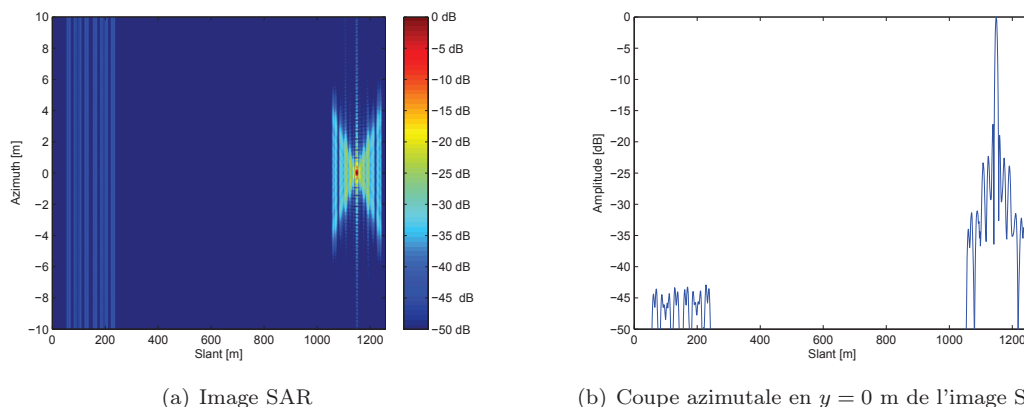 10
8
6
4
2
0
−2
−4
−6
−8
−10
Azimuth [m]
0 200 400 600 800 1000 1200
Slant [m]
0 dB
−5 dB
−10 dB
−15 dB
−20 dB
−25 dB
−30 dB
−35 dB
−40 dB
−45 dB
−50 dB
(a) Image SAR
0
−5
−10
−15
−20
−25
−30
−35
−40
−45
−50
Amplitude [dB]
0 200 400 600 800 1000 1200
Slant [m]
(b) Coupe azimutale en y = 0 m de l'image